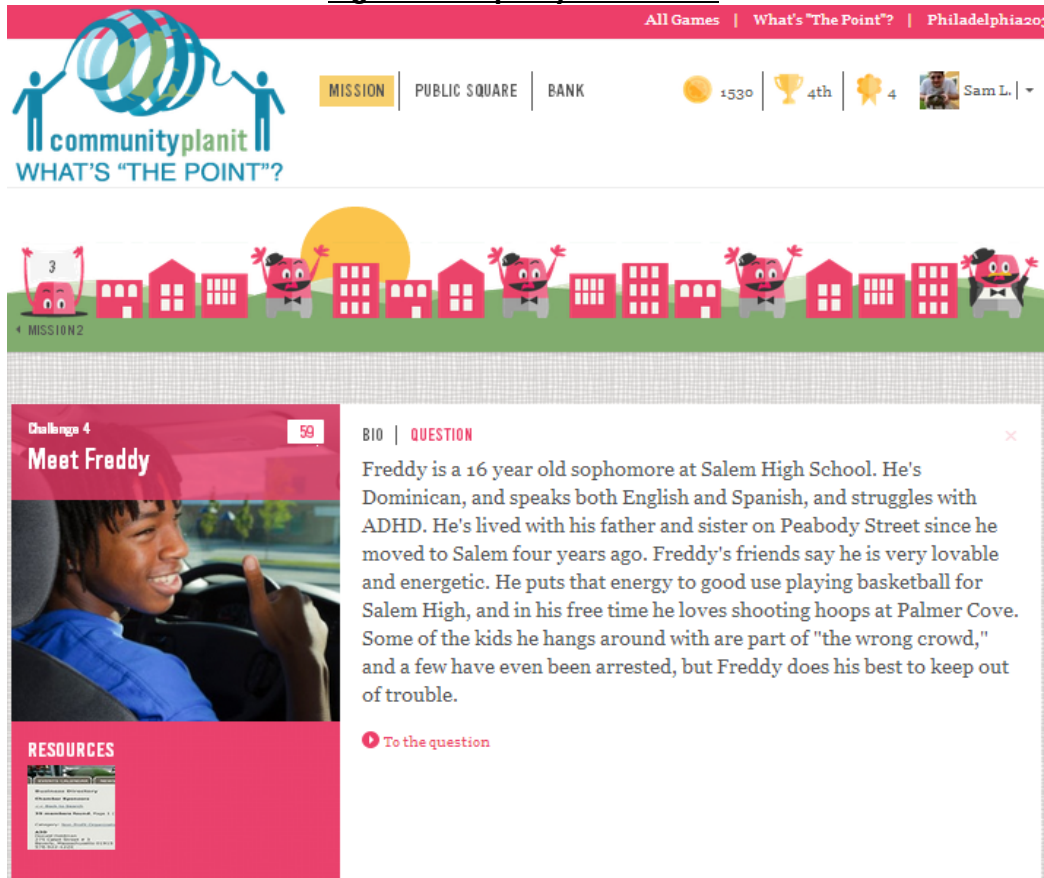 All Games | What's "The Point"? | Philadelphia203
communityplanit
WHAT'S "THE POINT"?
MISSION | PUBLIC SQUARE | BANK
1530 | 4th | 4
Sam L.
3
MISSION 2
Challenge 4
59
Meet Freddy
BIO | QUESTION
Freddy is a 16 year old sophomore at Salem High School. He's
Dominican, and speaks both English and Spanish, and struggles with
ADHD. He's lived with his father and sister on Peabody Street since he
moved to Salem four years ago. Freddy's friends say he is very lovable
and energetic. He puts that energy to good use playing basketball for
Salem High, and in his free time he loves shooting hoops at Palmer Cove.
Some of the kids he hangs around with are part of "the wrong crowd,"
and a few have even been arrested, but Freddy does his best to keep out
of trouble.
To the question
RESOURCES
Business Directory
Chamber Sponsors